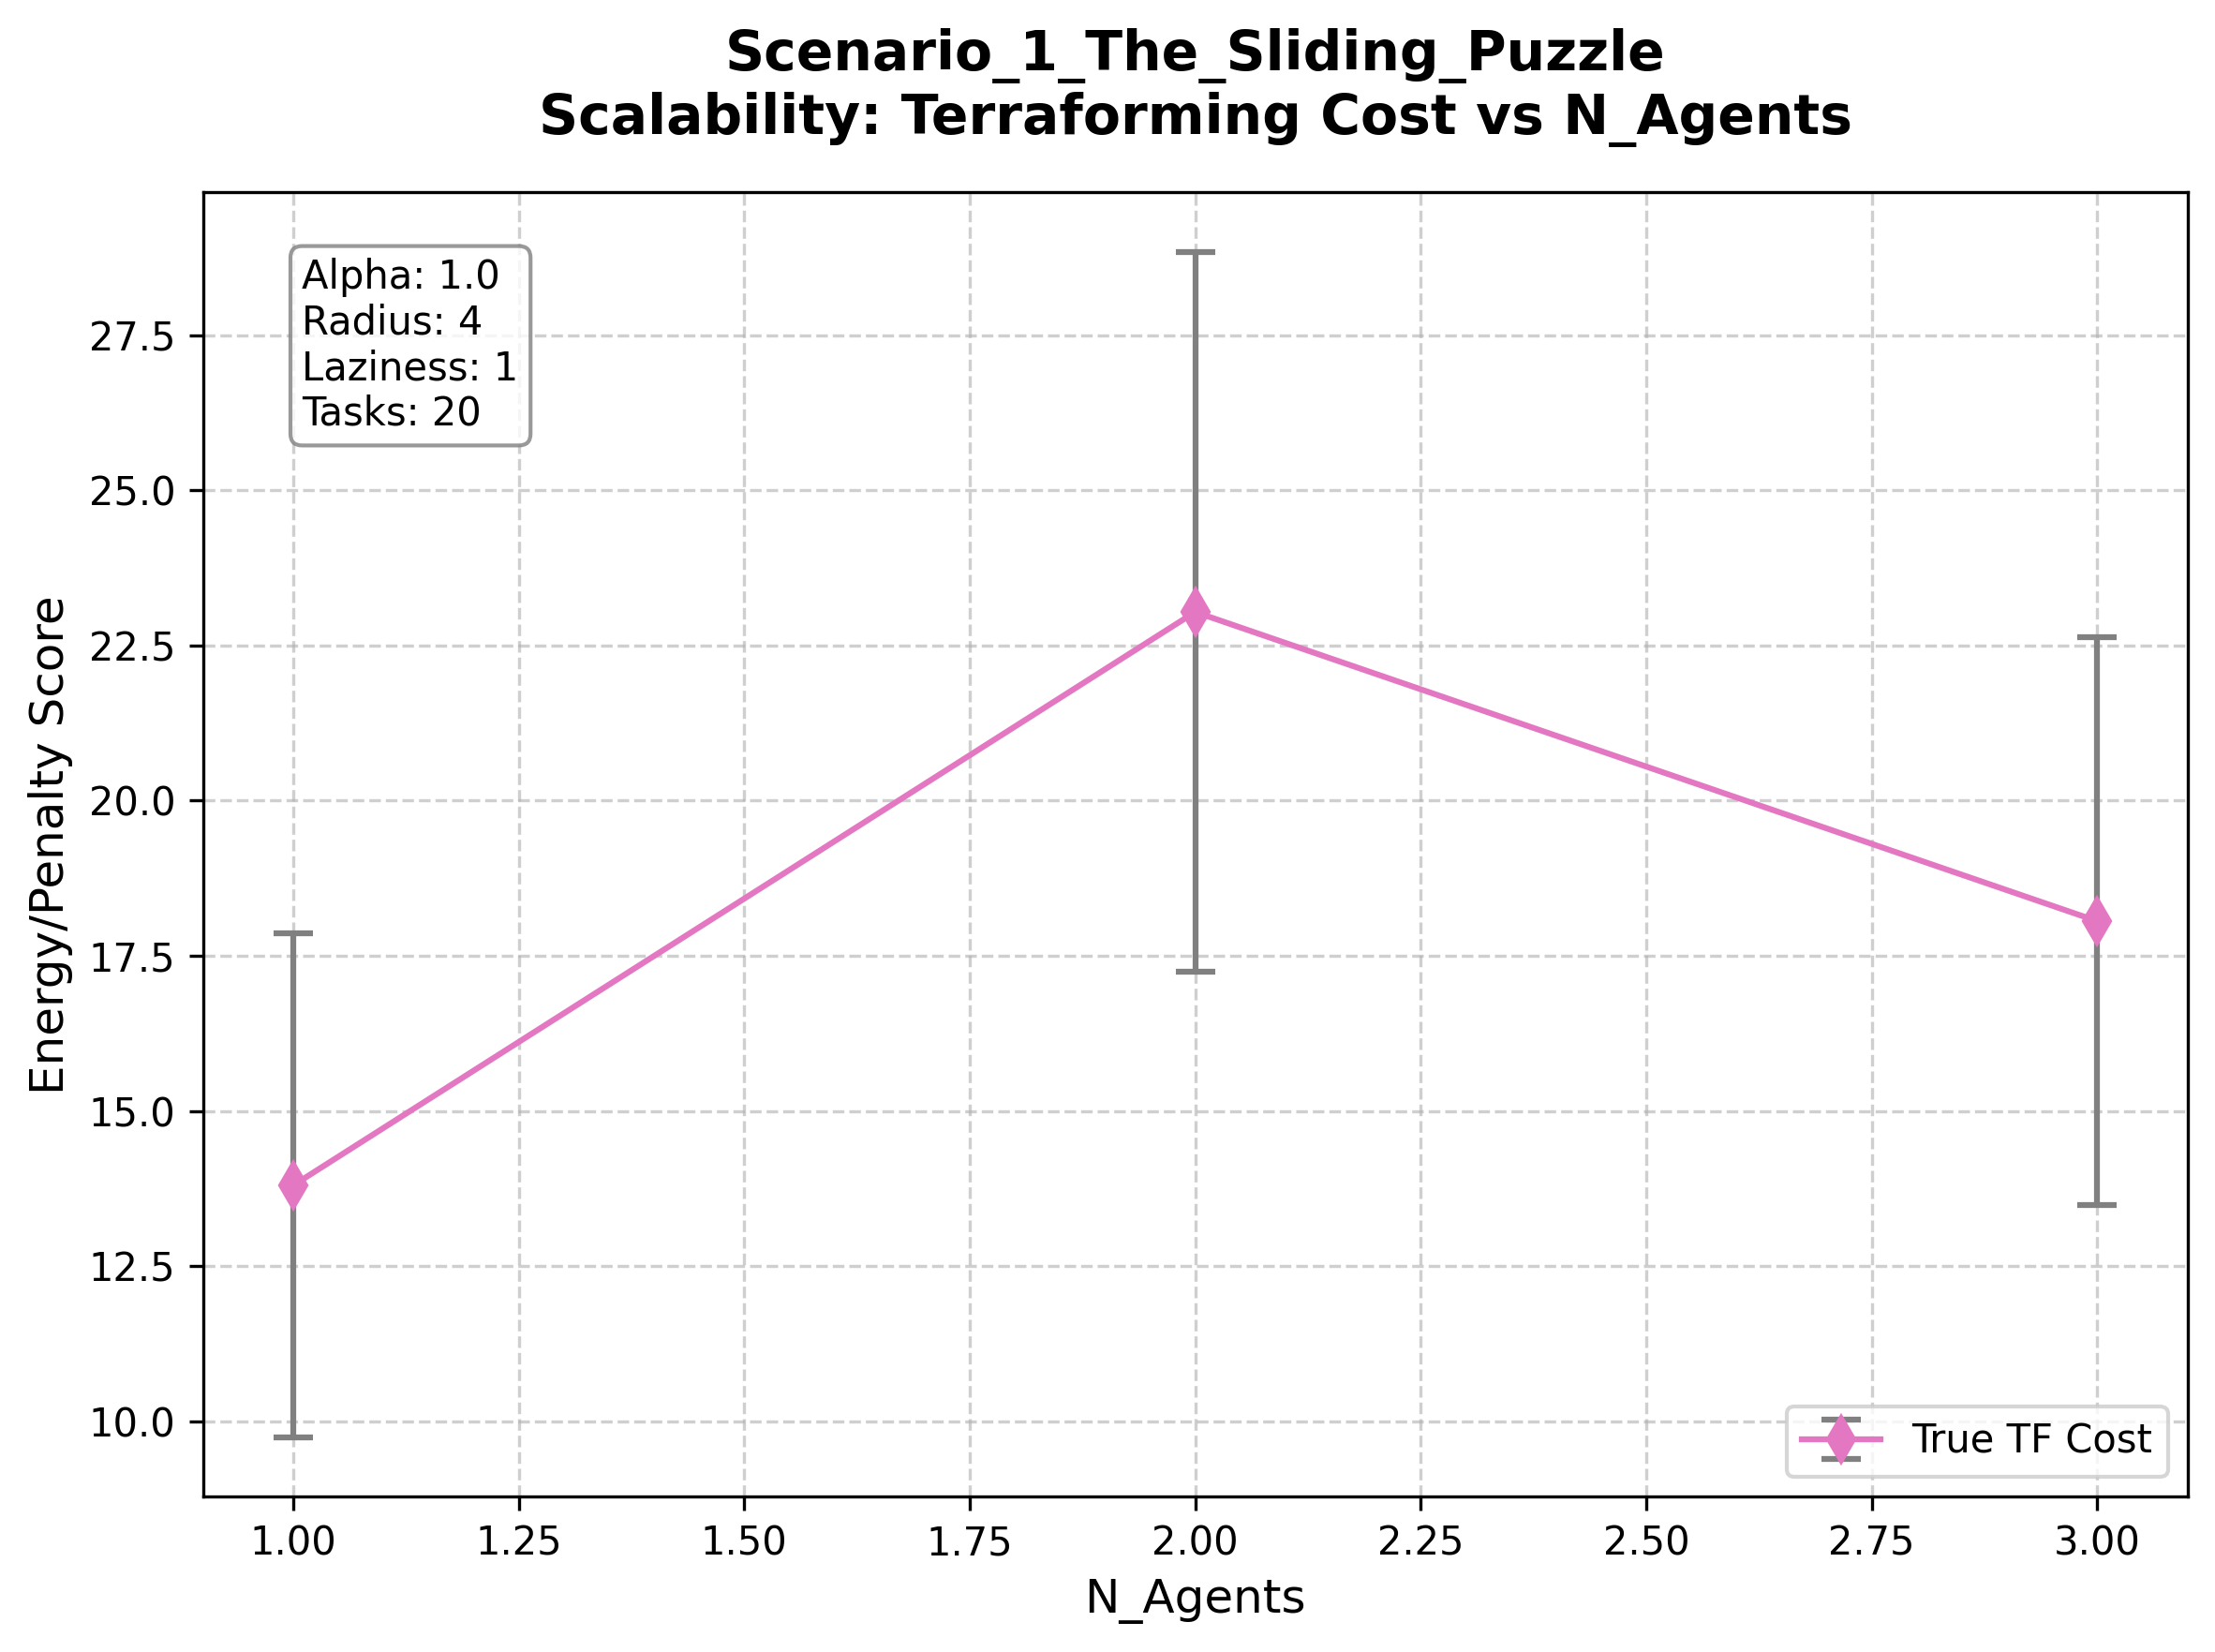 Scenario_1_The_Sliding_Puzzle
Scalability: Terraforming Cost vs N_Agents
Alpha: 1.0
Radius: 4
Laziness: 1
Tasks: 20
Energy/Penalty Score
27.5
25.0
22.5
20.0
17.5
15.0
12.5
10.0
True TF Cost
1.00 1.25 1.50 1.75 2.00 2.25 2.50 2.75 3.00
N_Agents